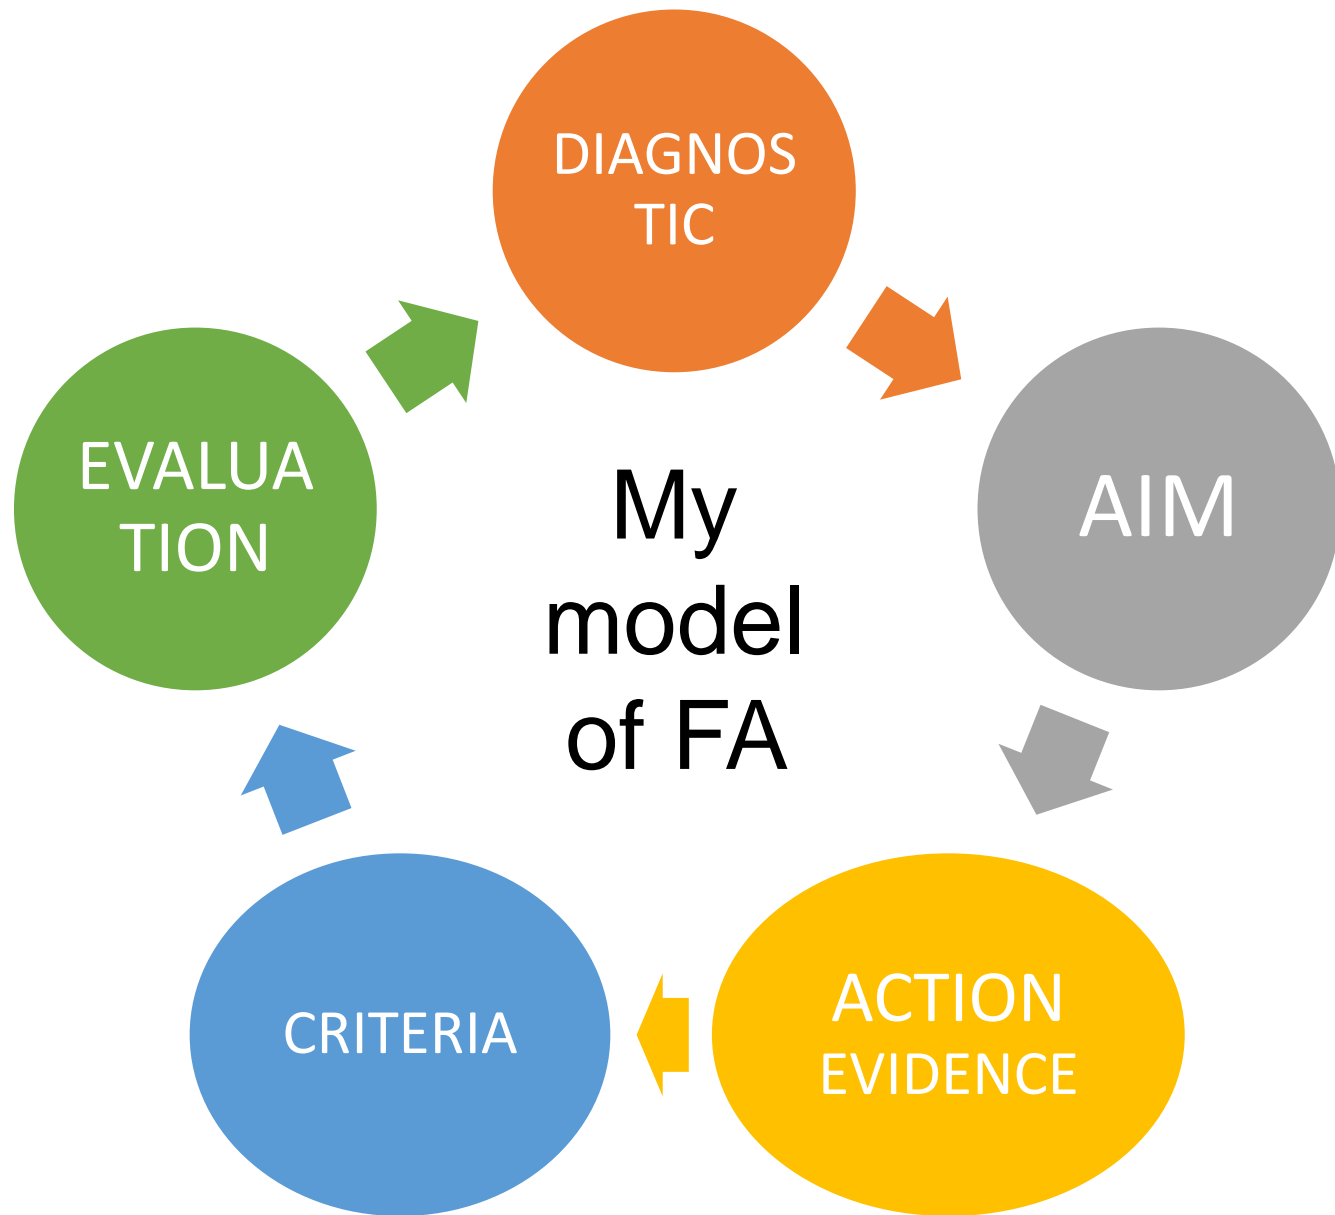 DIAGNOS
TIC
AIM
ACTION
EVIDENCE
CRITERIA
EVALUA
TION
My
model
of FA